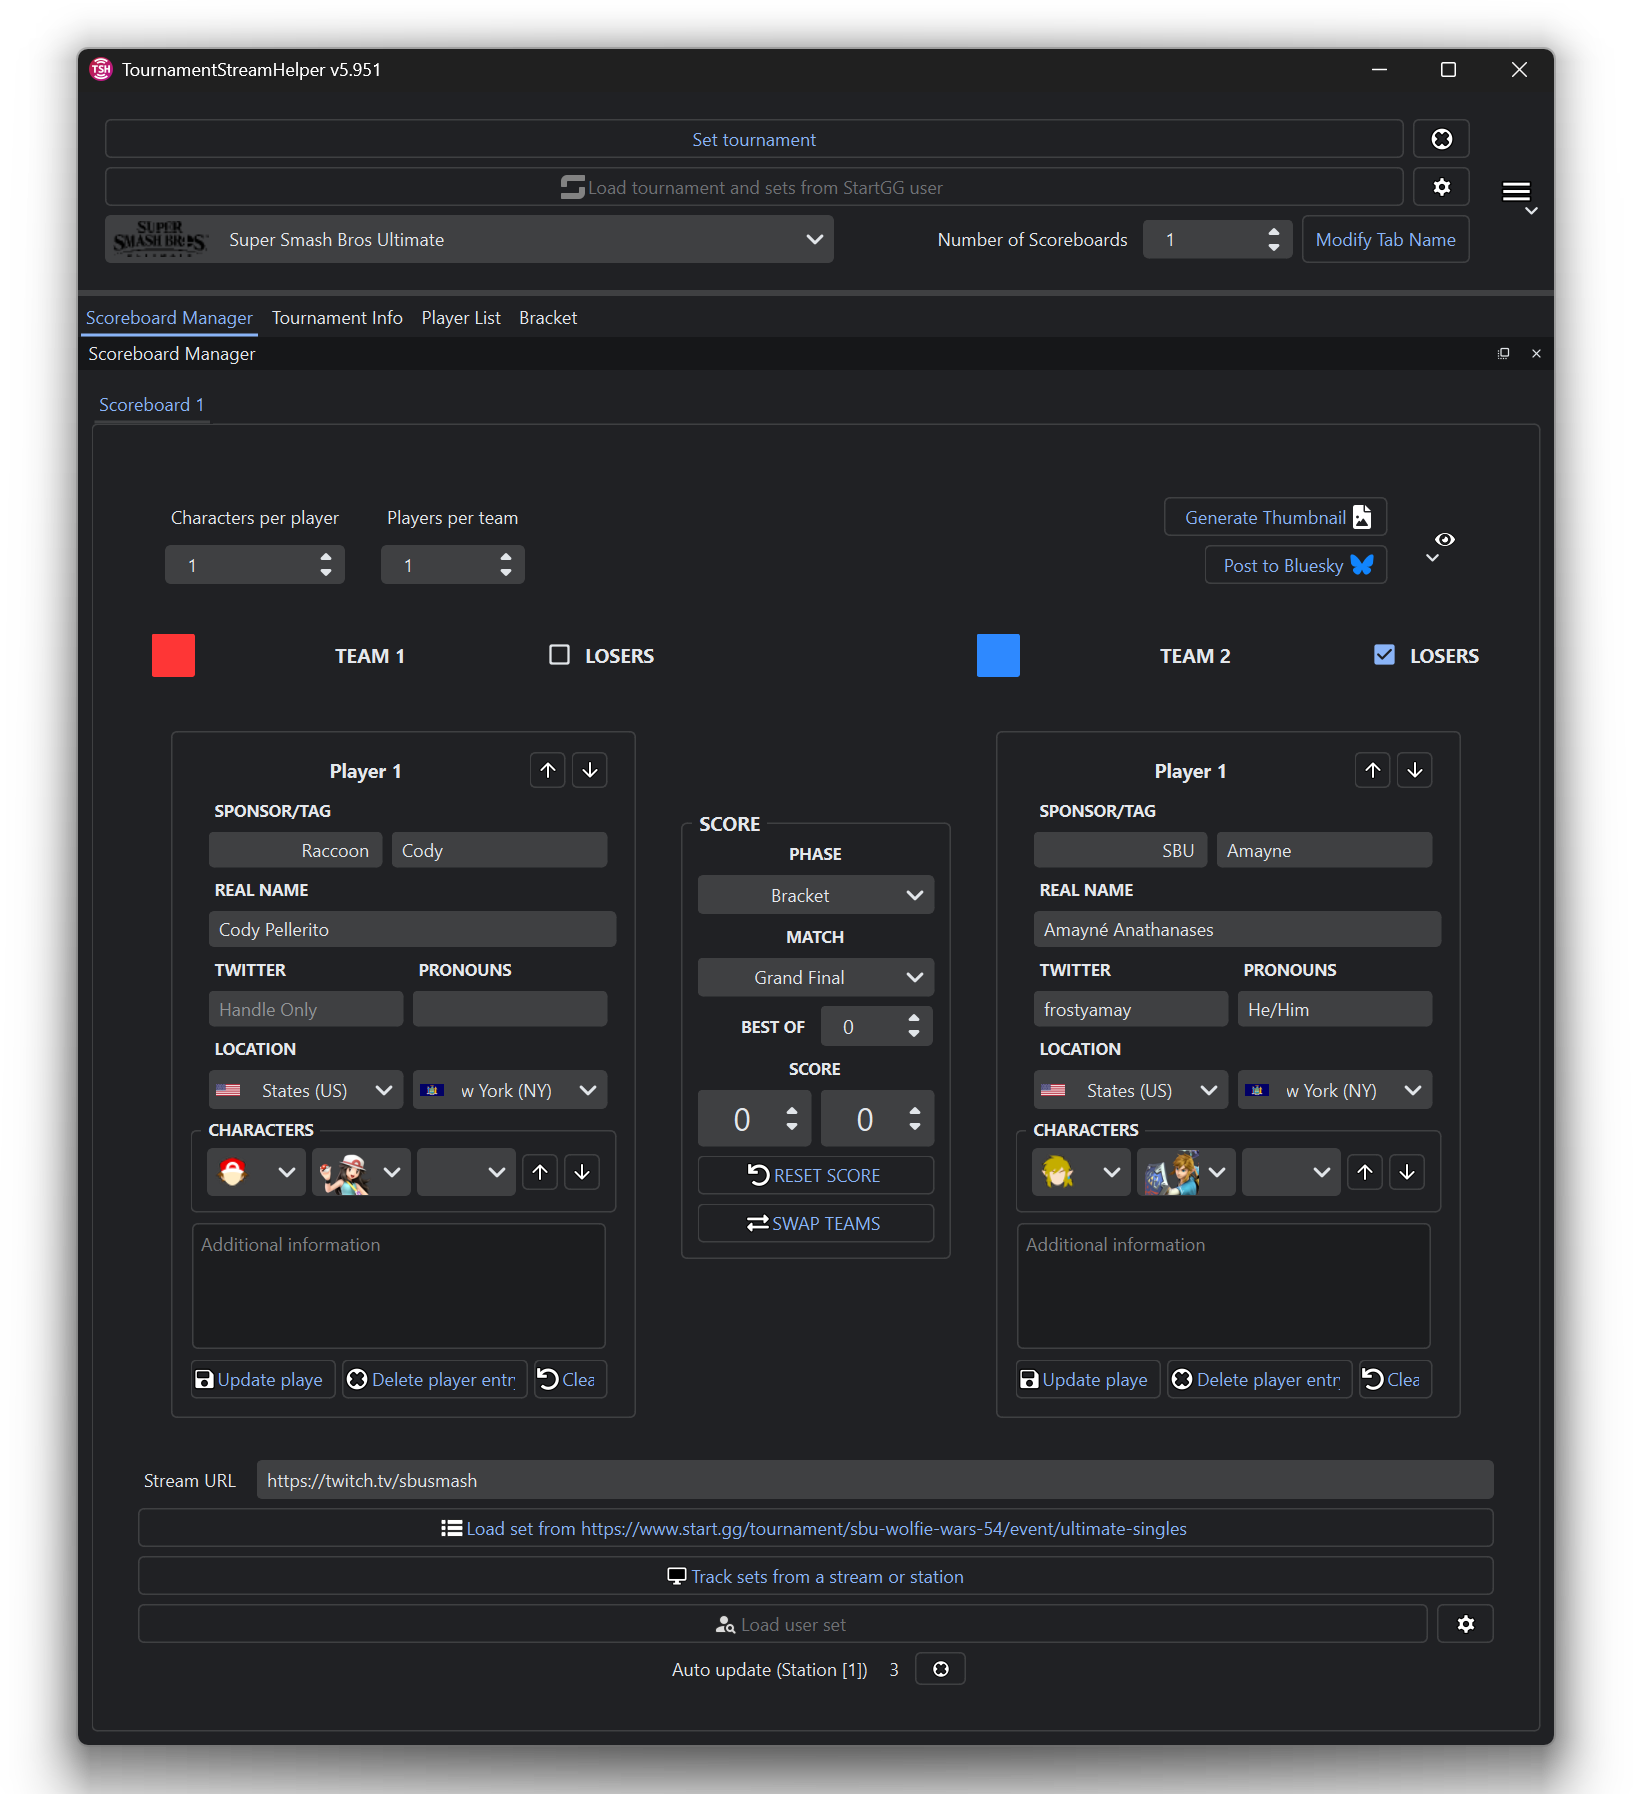 TSH TournamentStreamHelper v5.951
Set tournament
Load tournament and sets from StartGG user
SUPER SMASH BROS. ULTIMATE
Super Smash Bros Ultimate
Number of Scoreboards 1 Modify Tab Name
Scoreboard Manager Tournament Info Player List Bracket
Scoreboard Manager
Scoreboard 1
Characters per player Players per team
1 1
Generate Thumbnail
Post to Bluesky
TEAM 1 LOSERS
TEAM 2 LOSERS
Player 1
SPONSOR/TAG
Raccoon Cody
REAL NAME
Cody Pellerito
TWITTER PRONOUNS
Handle Only
LOCATION
States (US) w York (NY)
CHARACTERS
Additional information
Update playe Delete player entr Clea
SCORE
PHASE
Bracket
MATCH
Grand Final
BEST OF 0
SCORE
0 0
RESET SCORE
SWAP TEAMS
Player 1
SPONSOR/TAG
SBU Amayne
REAL NAME
Amayné Anathanases
TWITTER PRONOUNS
frostyamay He/Him
LOCATION
States (US) w York (NY)
CHARACTERS
Additional information
Update playe Delete player entr Clea
Stream URL https://twitch.tv/sbusmash
Load set from https://www.start.gg/tournament/sbu-wolfie-wars-54/event/ultimate-singles
Track sets from a stream or station
Load user set
Auto update (Station [1]) 3